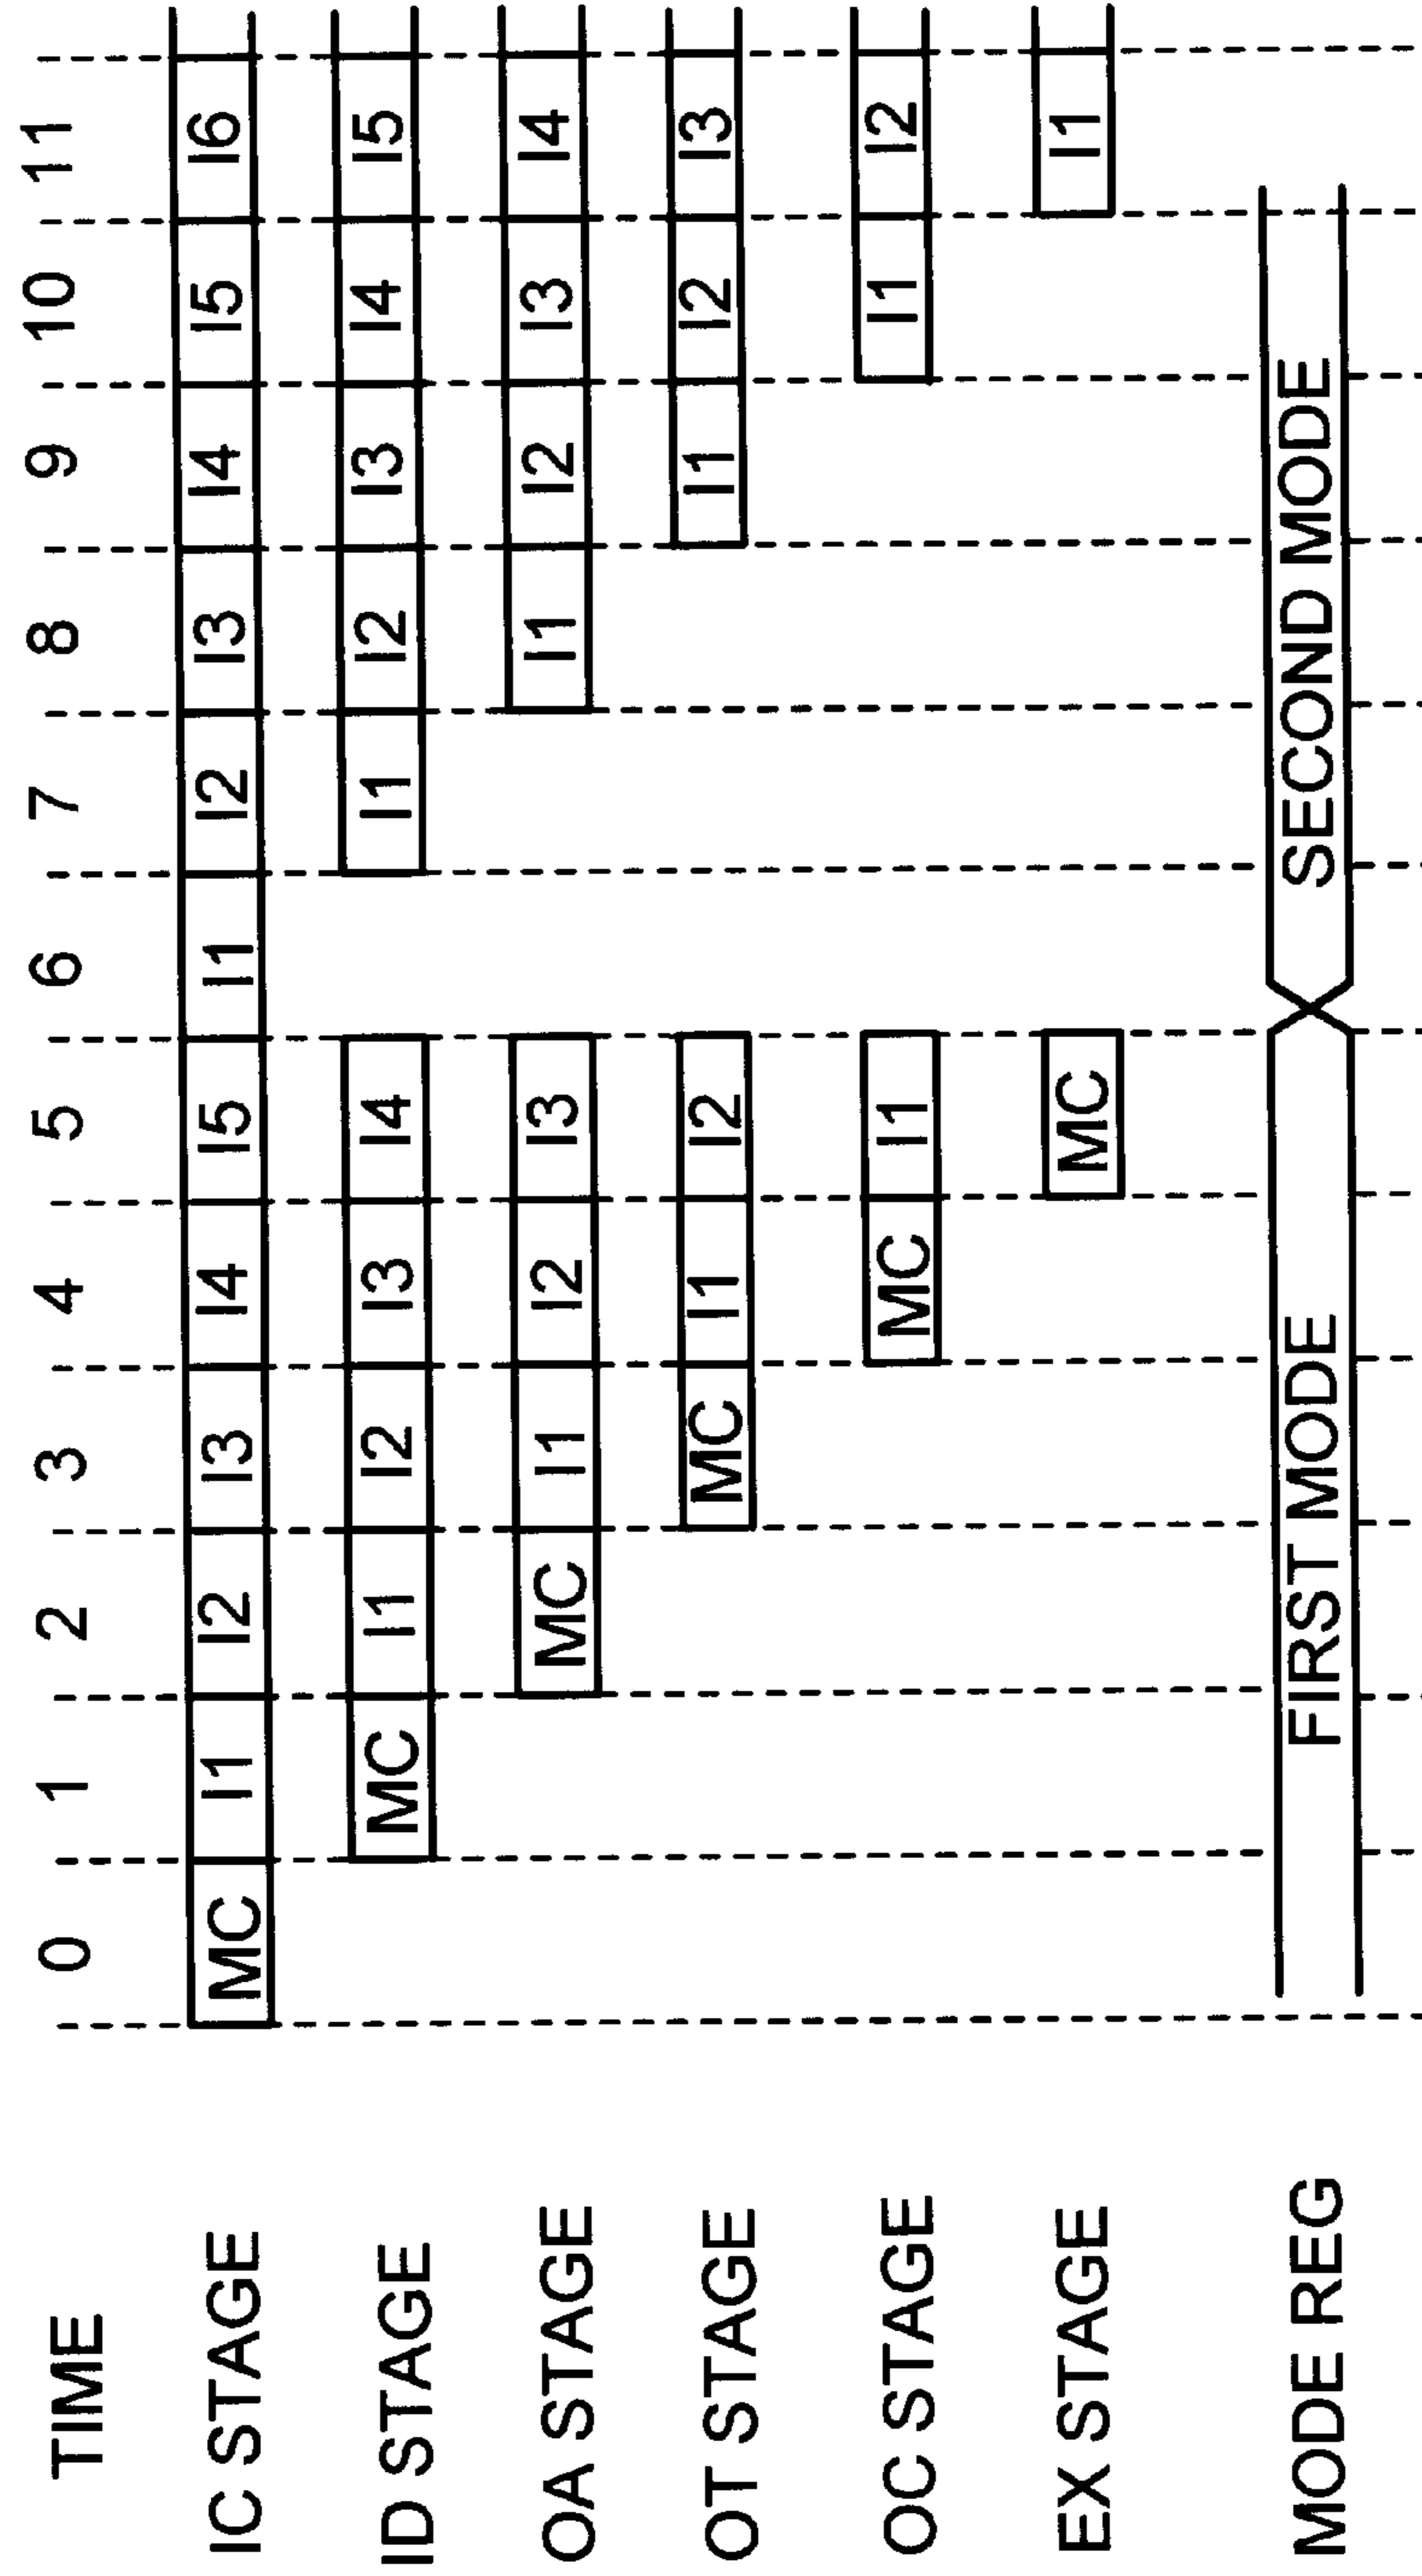 TIME 0 1 2 3 4 5 6 7 8 9 10 11
IC STAGE MC I1 I2 I3 I4 I5 I1 I2 I3 I4 I5 I6
ID STAGE MC I1 I2 I3 I4 I1 I2 I3 I4 I5
OA STAGE MC I1 I2 I3 I1 I2 I3 I4
OT STAGE MC I1 I2 I1 I2 I3
OC STAGE MC I1 I1 I2
EX STAGE MC I1
MODE REG FIRST MODE SECOND MODE